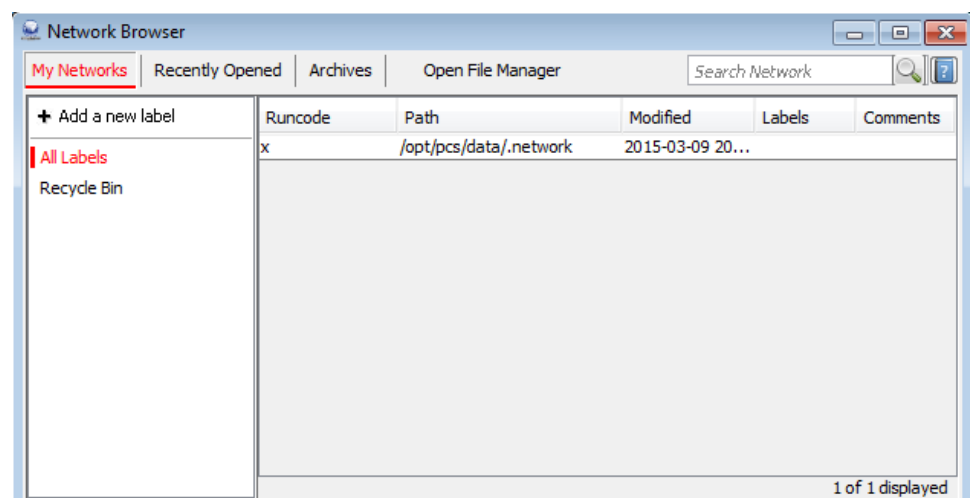 Network Browser
My Networks Recently Opened Archives Open File Manager Search Network ?
+ Add a new label
All Labels
Recycle Bin
Runcode Path Modified Labels Comments
x /opt/pcs/data/.network 2015-03-09 20...
1 of 1 displayed